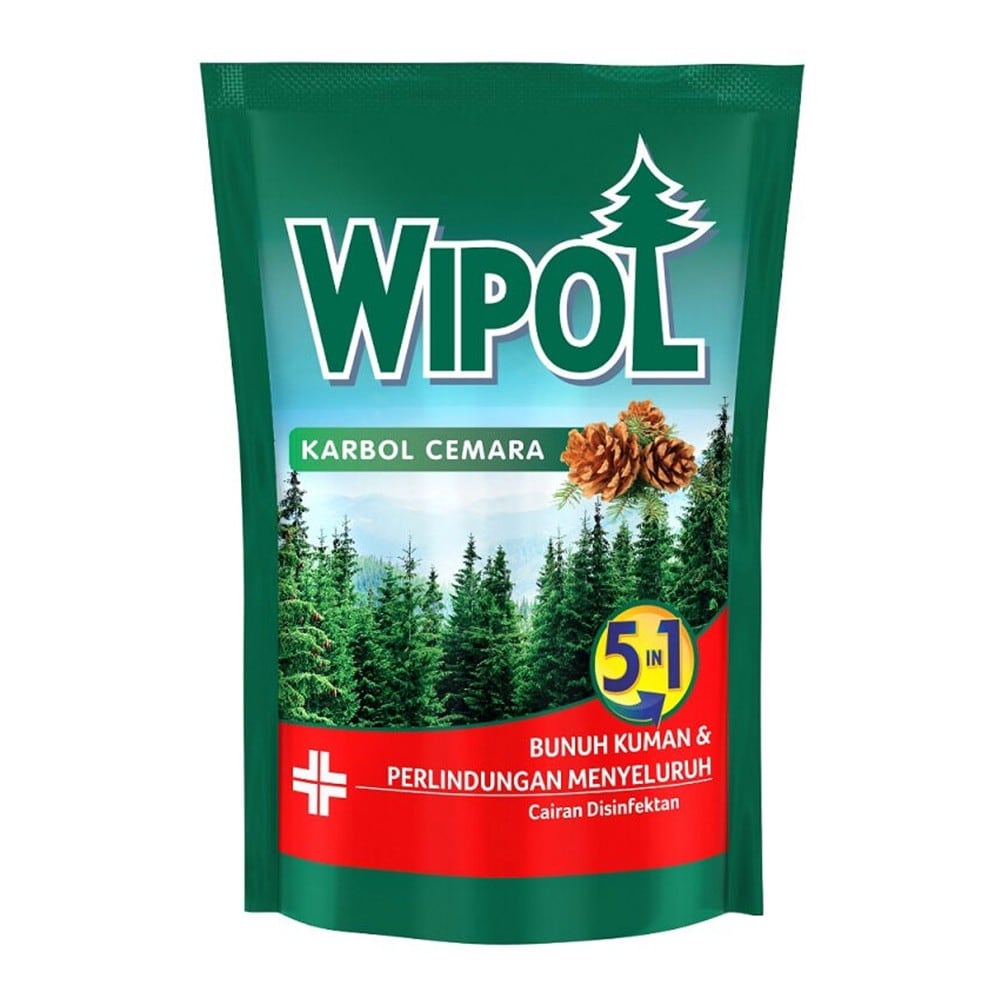 WIPOL
KARBOL CEMARA
5 IN 1
BUNUH KUMAN &
PERLINDUNGAN MENYELURUH
Cairan Disinfektan